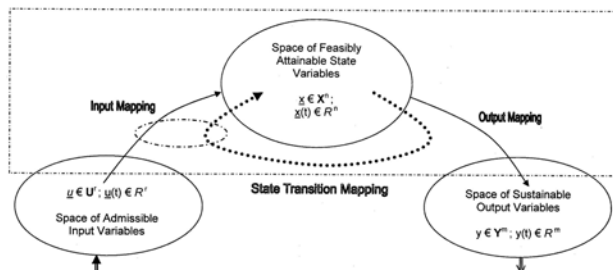 Space of Feasibly
Attainable State
Variables
x ∈ Xⁿ ;
x(t) ∈ Rⁿ
Input Mapping
Output Mapping
State Transition Mapping
u ∈ Uʳ ; u(t) ∈ Rʳ
Space of Admissible
Input Variables
Space of Sustainable
Output Variables
y ∈ Yᵐ ; y(t) ∈ Rᵐ